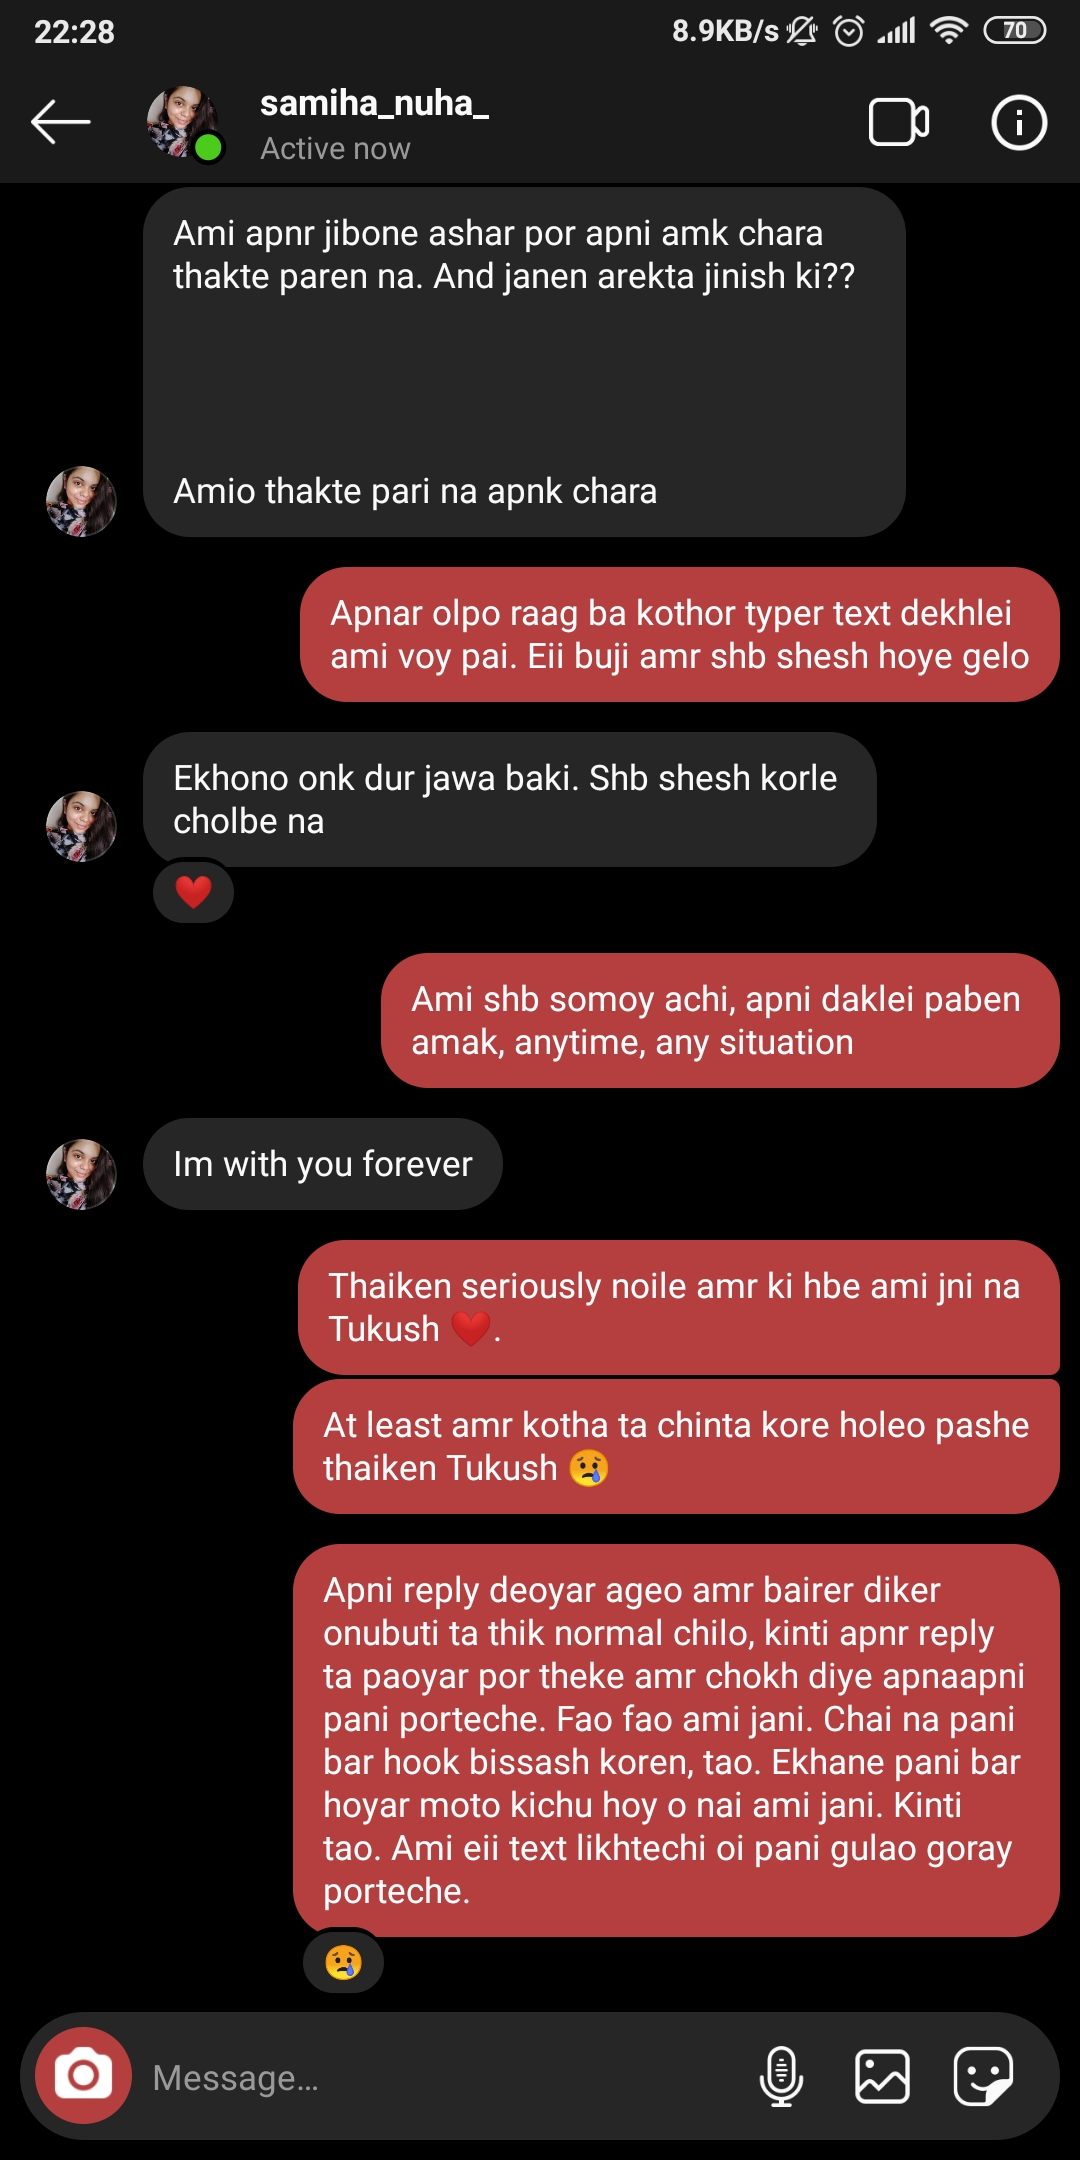 22:28
8.9KB/s
70
samiha_nuha_
Active now
Ami apnr jibone ashar por apni amk chara
thakte paren na. And janen arekta jinish ki??
Amio thakte pari na apnk chara
Apnar olpo raag ba kothor typer text dekhlei
ami voy pai. Eii buji amr shb shesh hoye gelo
Ekhono onk dur jawa baki. Shb shesh korle
cholbe na
❤️
Ami shb somoy achi, apni daklei paben
amak, anytime, any situation
Im with you forever
Thaiken seriously noile amr ki hbe ami jni na
Tukush ❤️.
At least amr kotha ta chinta kore holeo pashe
thaiken Tukush 😢
Apni reply deoyar ageo amr bairer diker
onubuti ta thik normal chilo, kinti apnr reply
ta paoyar por theke amr chokh diye apnaapni
pani porteche. Fao fao ami jani. Chai na pani
bar hook bissash koren, tao. Ekhane pani bar
hoyar moto kichu hoy o nai ami jani. Kinti
tao. Ami eii text likhtechi oi pani gulao goray
porteche.
😢
Message...